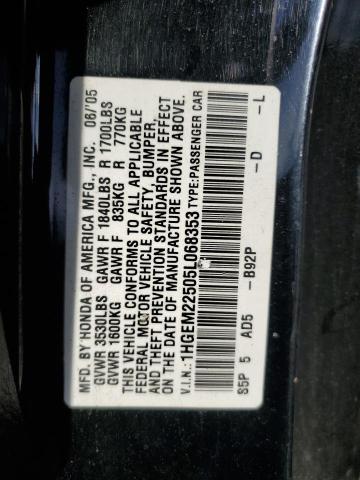 MFD. BY HONDA OF AMERICA MFG., INC. 06/'05
GVWR 3530LBS GAWR F 1840LBS R 1700LBS
GVWR 1600KG GAWR F 835KG R 770KG
THIS VEHICLE CONFORMS TO ALL APPLICABLE
FEDERAL MOTOR VEHICLE SAFETY, BUMPER,
AND THEFT PREVENTION STANDARDS IN EFFECT
ON THE DATE OF MANUFACTURE SHOWN ABOVE.
V.I.N.: 1HGEM22505L068353 TYPE:PASSENGER CAR
S5P 5 AD5 -B92P -D -L